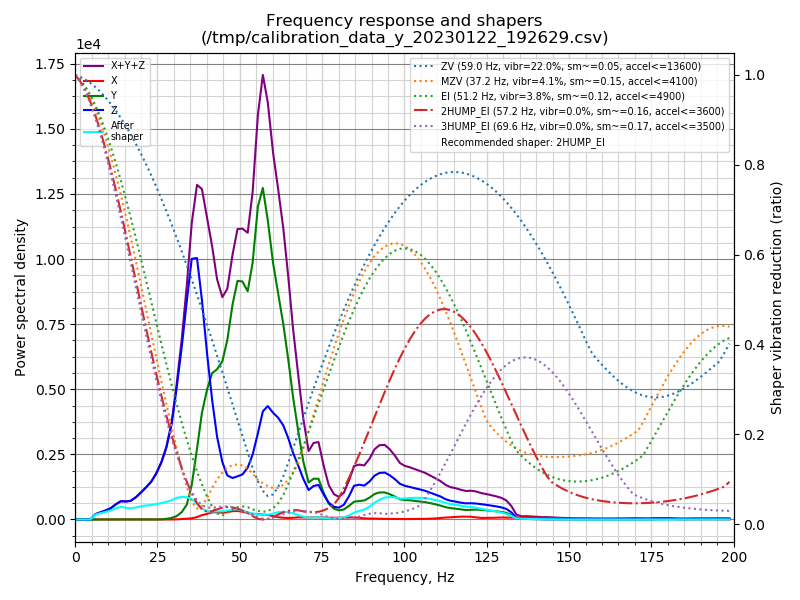 Frequency response and shapers
(/tmp/calibration_data_y_20230122_192629.csv)
1e4
X+Y+Z
X
Y
Z
After
shaper
ZV (59.0 Hz, vibr=22.0%, sm~=0.05, accel<=13600)
MZV (37.2 Hz, vibr=4.1%, sm~=0.15, accel<=4100)
EI (51.2 Hz, vibr=3.8%, sm~=0.12, accel<=4900)
2HUMP_EI (57.2 Hz, vibr=0.0%, sm~=0.16, accel<=3600)
3HUMP_EI (69.6 Hz, vibr=0.0%, sm~=0.17, accel<=3500)
Recommended shaper: 2HUMP_EI
1.75
1.50
1.25
1.00
0.75
0.50
0.25
0.00
Power spectral density
1.0
0.8
0.6
0.4
0.2
0.0
Shaper vibration reduction (ratio)
0 25 50 75 100 125 150 175 200
Frequency, Hz